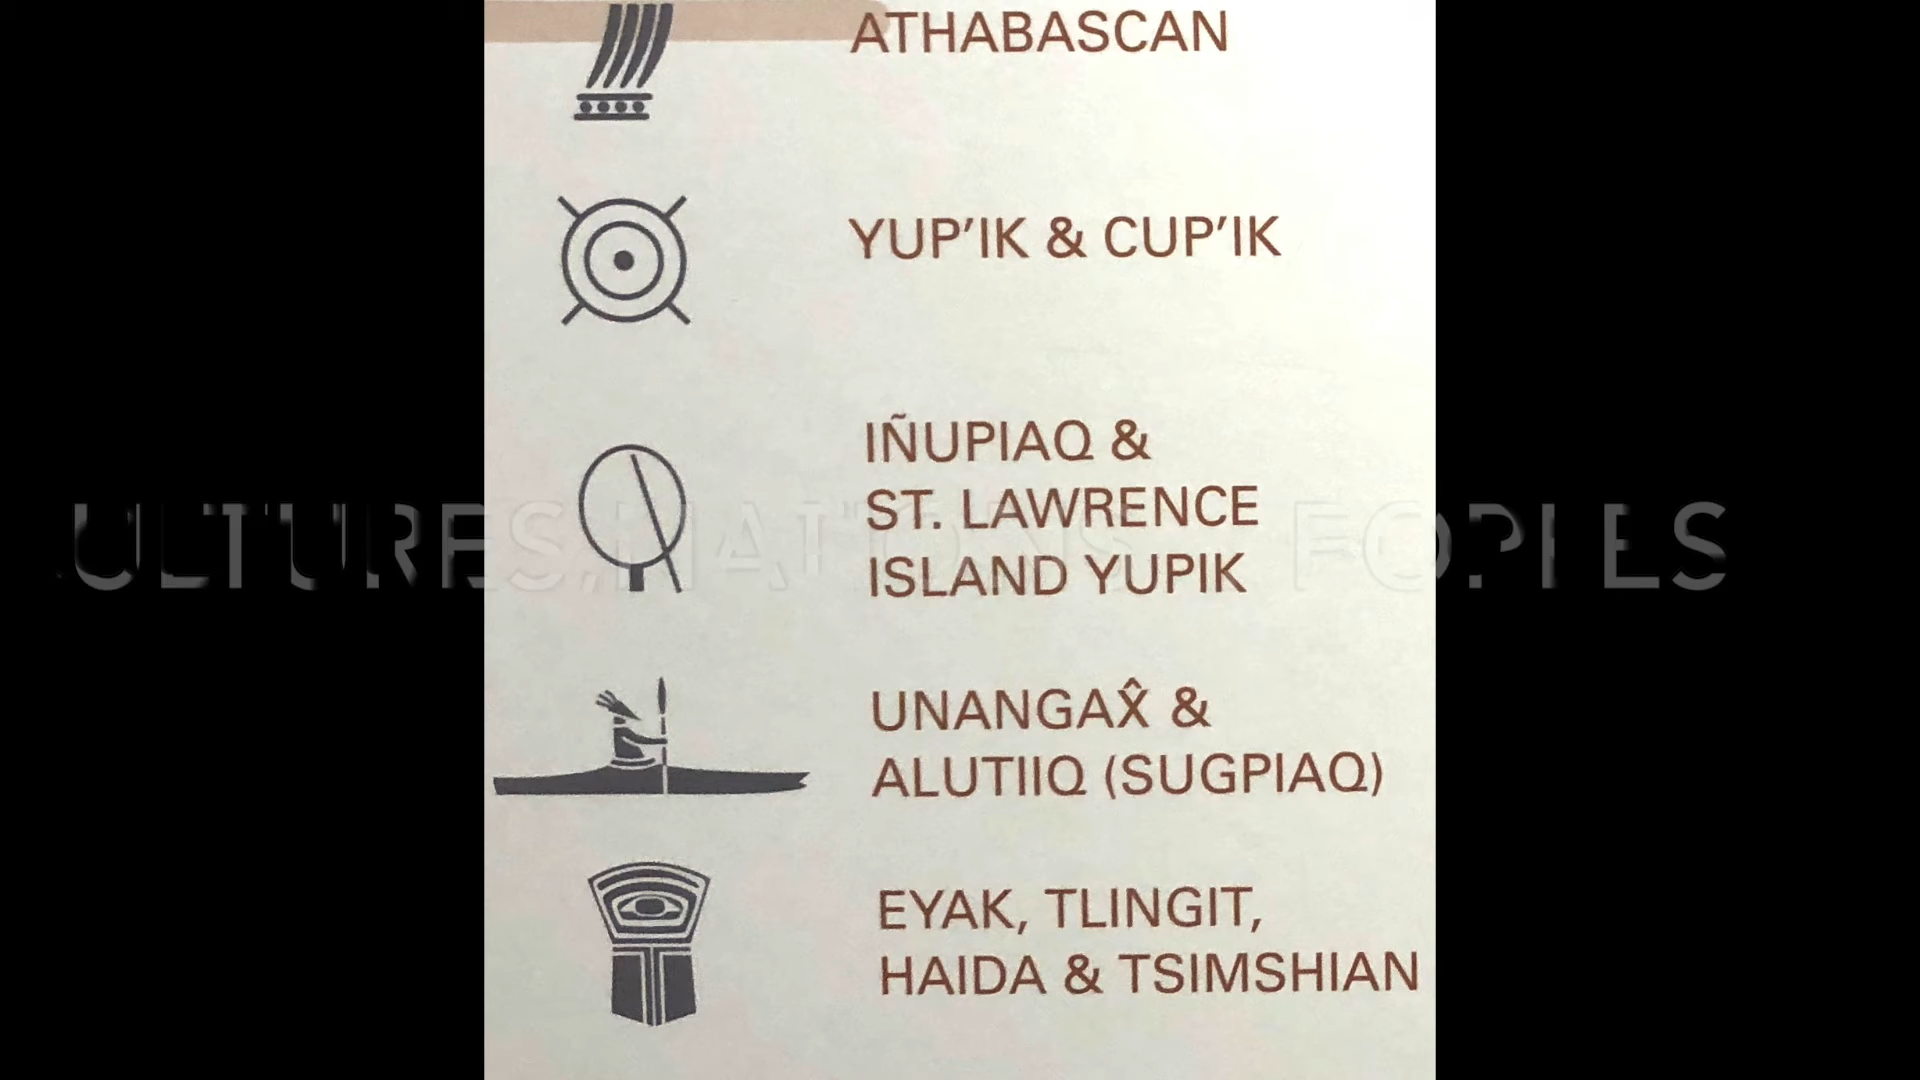 ATHABASCAN
YUP'IK & CUP'IK
IÑUPIAQ &
ST. LAWRENCE
ISLAND YUPIK
UNANGAX̂ &
ALUTIIQ (SUGPIAQ)
EYAK, TLINGIT,
HAIDA & TSIMSHIAN